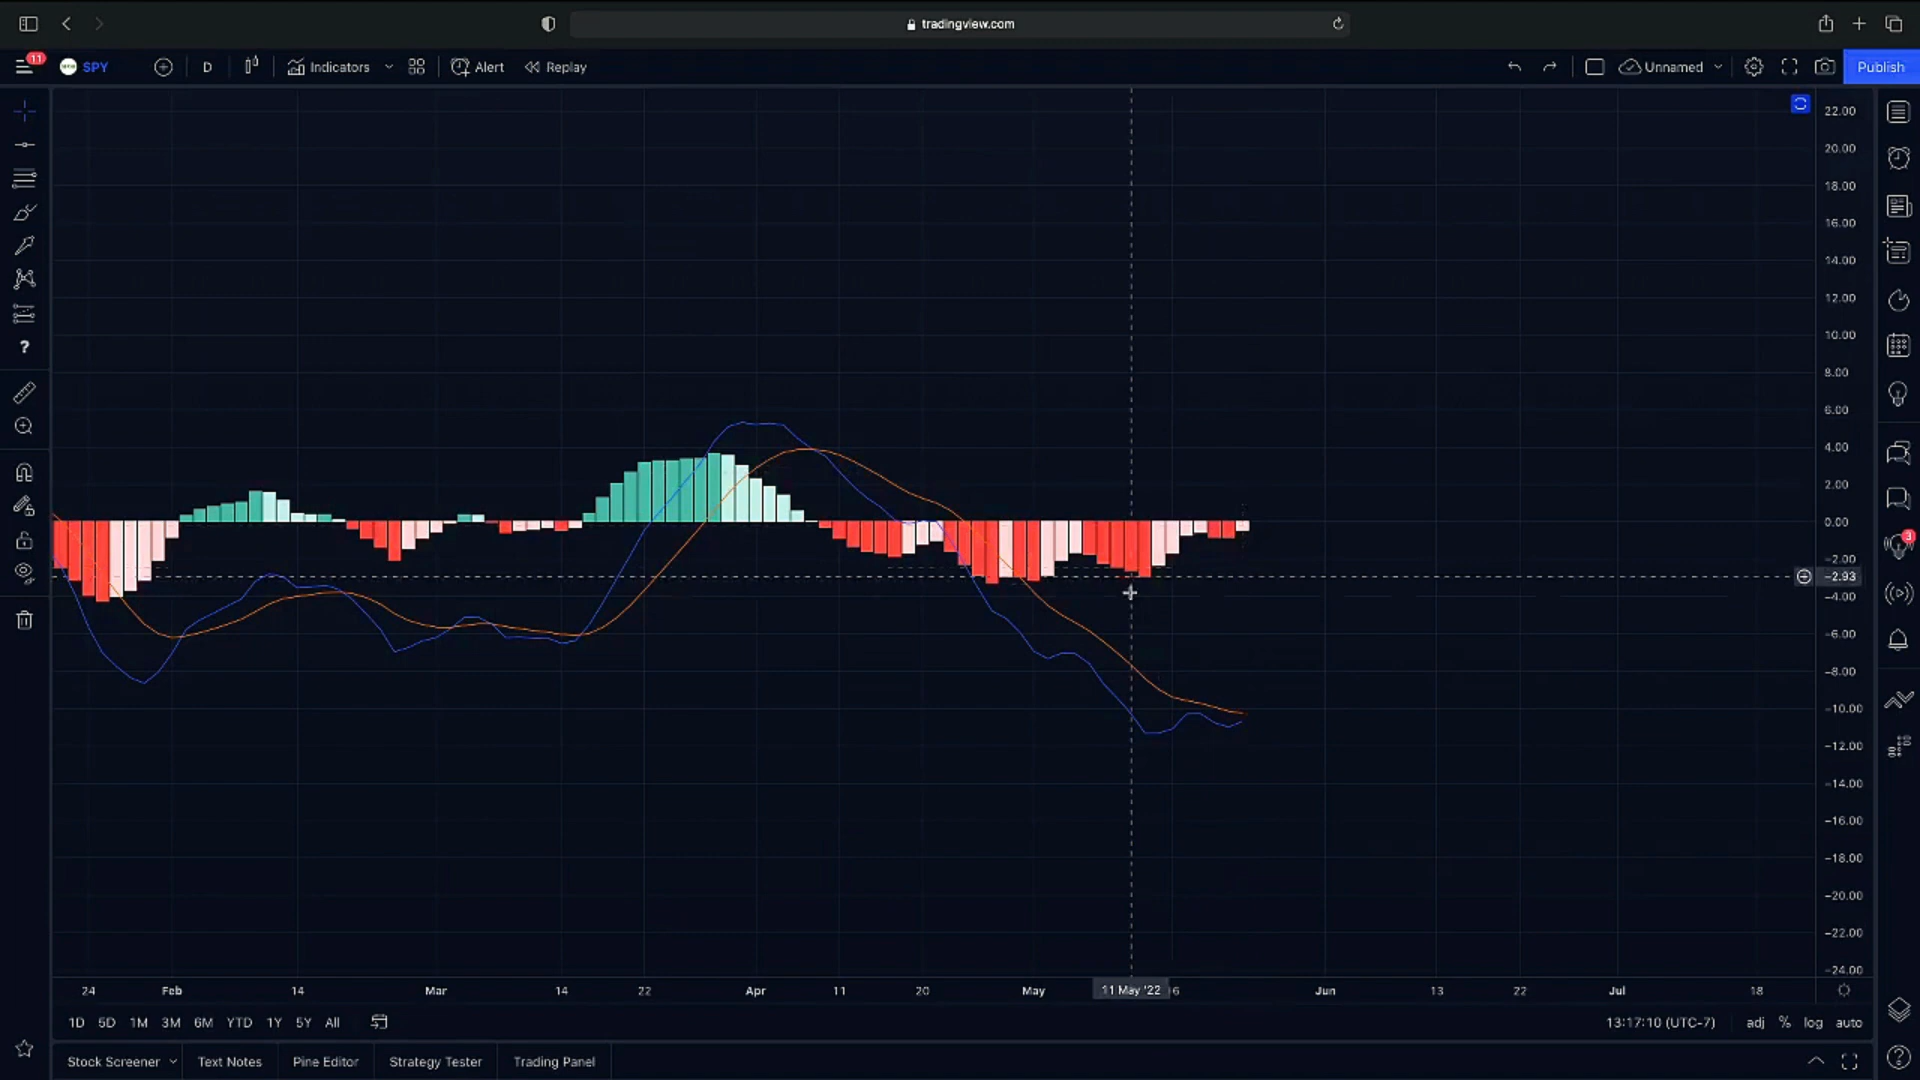 tradingview.com
11
SPY
D
Indicators
Alert
Replay
Unnamed
Publish
22.00
20.00
18.00
16.00
14.00
12.00
10.00
8.00
6.00
4.00
2.00
0.00
−2.00
−2.93
−4.00
−6.00
−8.00
−10.00
−12.00
−14.00
−16.00
−18.00
−20.00
−22.00
−24.00
3
24 Feb 14 Mar 14 22 Apr 11 20 May 11 May '22 6 Jun 13 22 Jul 18
1D 5D 1M 3M 6M YTD 1Y 5Y All
13:17:10 (UTC-7)
adj % log auto
Stock Screener Text Notes Pine Editor Strategy Tester Trading Panel